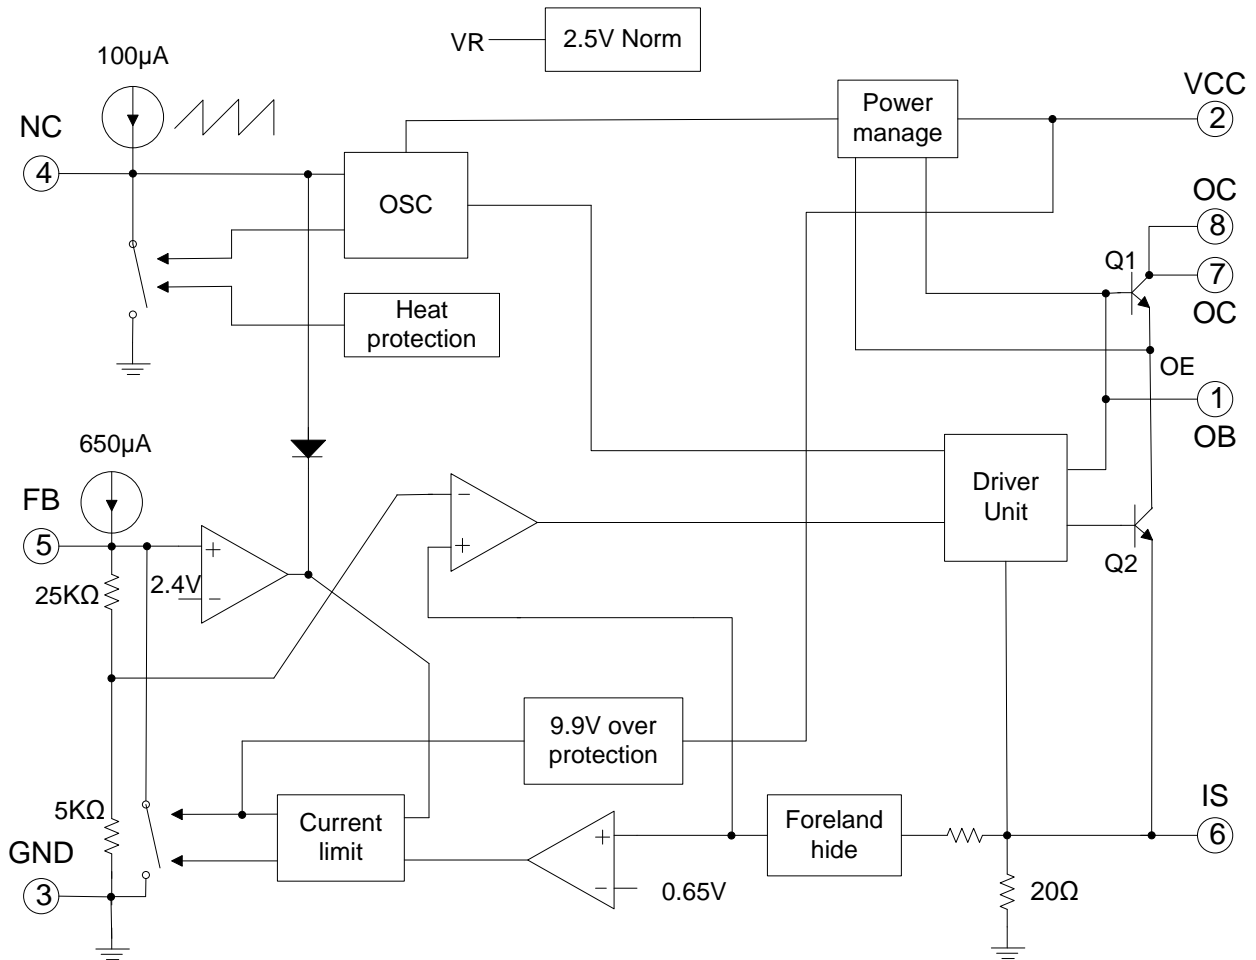 VR
2.5V Norm
100µA
NC
4
OSC
Power
manage
VCC
2
OC
8
Q1
7
OC
Heat
protection
OE
1
OB
650µA
FB
5
25KΩ
2.4V
+
−
−
+
Driver
Unit
Q2
9.9V over
protection
5KΩ
GND
3
Current
limit
+
−
0.65V
Foreland
hide
20Ω
IS
6